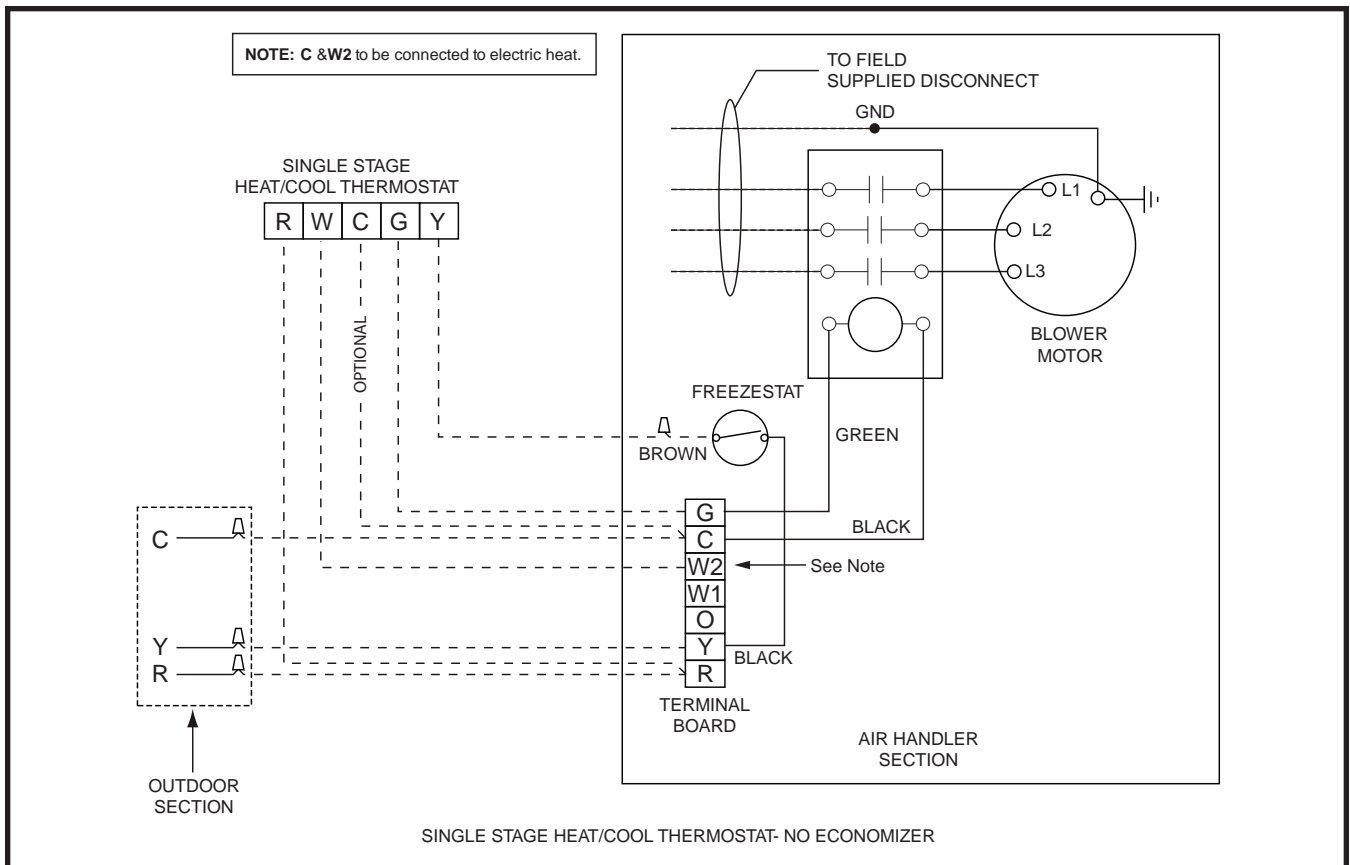 NOTE: C &W2 to be connected to electric heat.
TO FIELD
SUPPLIED DISCONNECT
GND
SINGLE STAGE
HEAT/COOL THERMOSTAT
R W C G Y
L1
L2
L3
BLOWER
MOTOR
OPTIONAL
FREEZESTAT
GREEN
BROWN
G
C
W2
W1
O
Y
R
BLACK
See Note
BLACK
TERMINAL
BOARD
C
Y
R
OUTDOOR
SECTION
AIR HANDLER
SECTION
SINGLE STAGE HEAT/COOL THERMOSTAT- NO ECONOMIZER